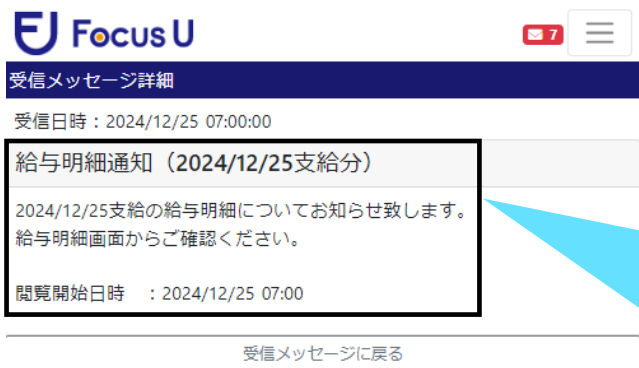 Focus U
7
受信メッセージ詳細
受信日時：2024/12/25 07:00:00
給与明細通知（2024/12/25支給分）
2024/12/25支給の給与明細についてお知らせ致します。
給与明細画面からご確認ください。
閲覧開始日時　：2024/12/25 07:00
受信メッセージに戻る